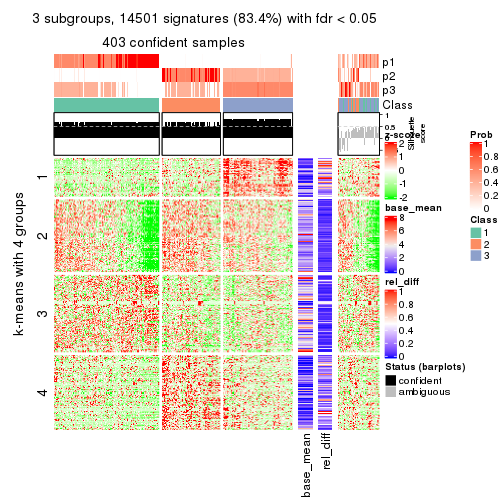 3 subgroups, 14501 signatures (83.4%) with fdr < 0.05
403 confident samples
p1
p2
p3
Class
1
0.5
0
Silhouette
score
k-means with 4 groups
1
2
3
4
base_mean
rel_diff
z-score
2
1
0
-1
-2
base_mean
8
6
4
2
0
rel_diff
1
0.8
0.6
0.4
0.2
0
Status (barplots)
confident
ambiguous
Prob
1
0.8
0.6
0.4
0.2
0
Class
1
2
3